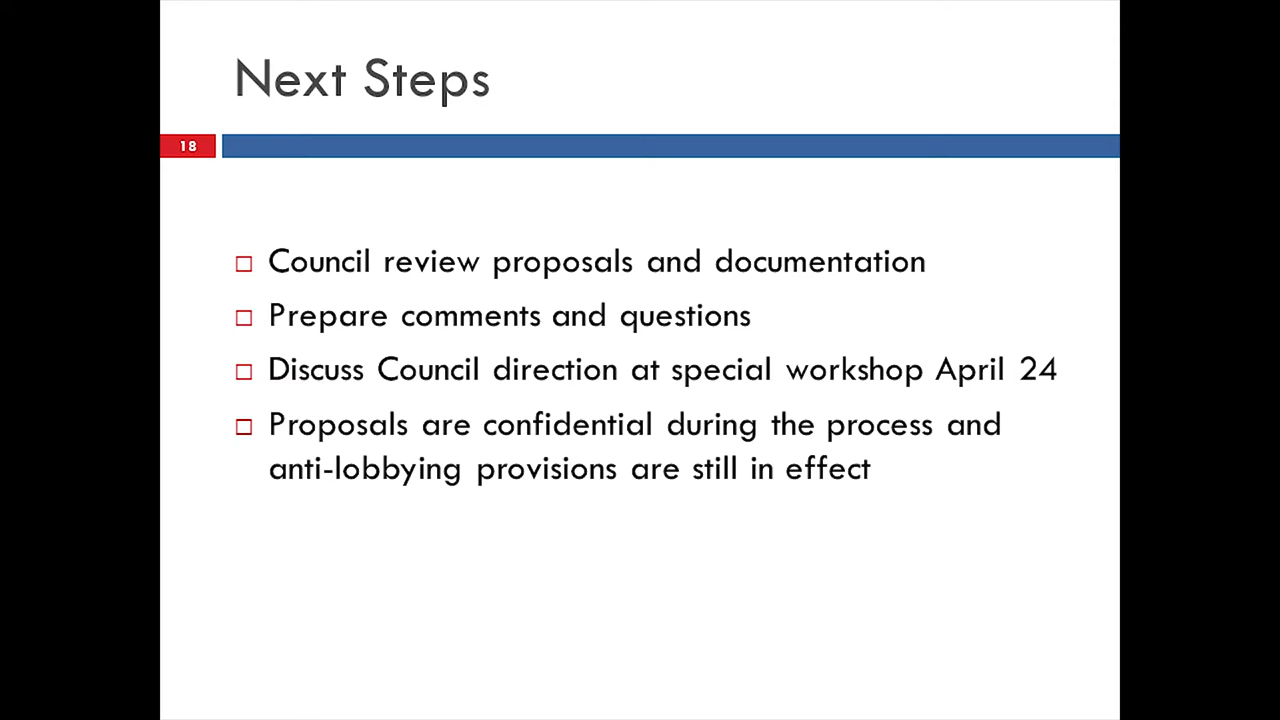 Next Steps
18
Council review proposals and documentation
Prepare comments and questions
Discuss Council direction at special workshop April 24
Proposals are confidential during the process and
anti-lobbying provisions are still in effect